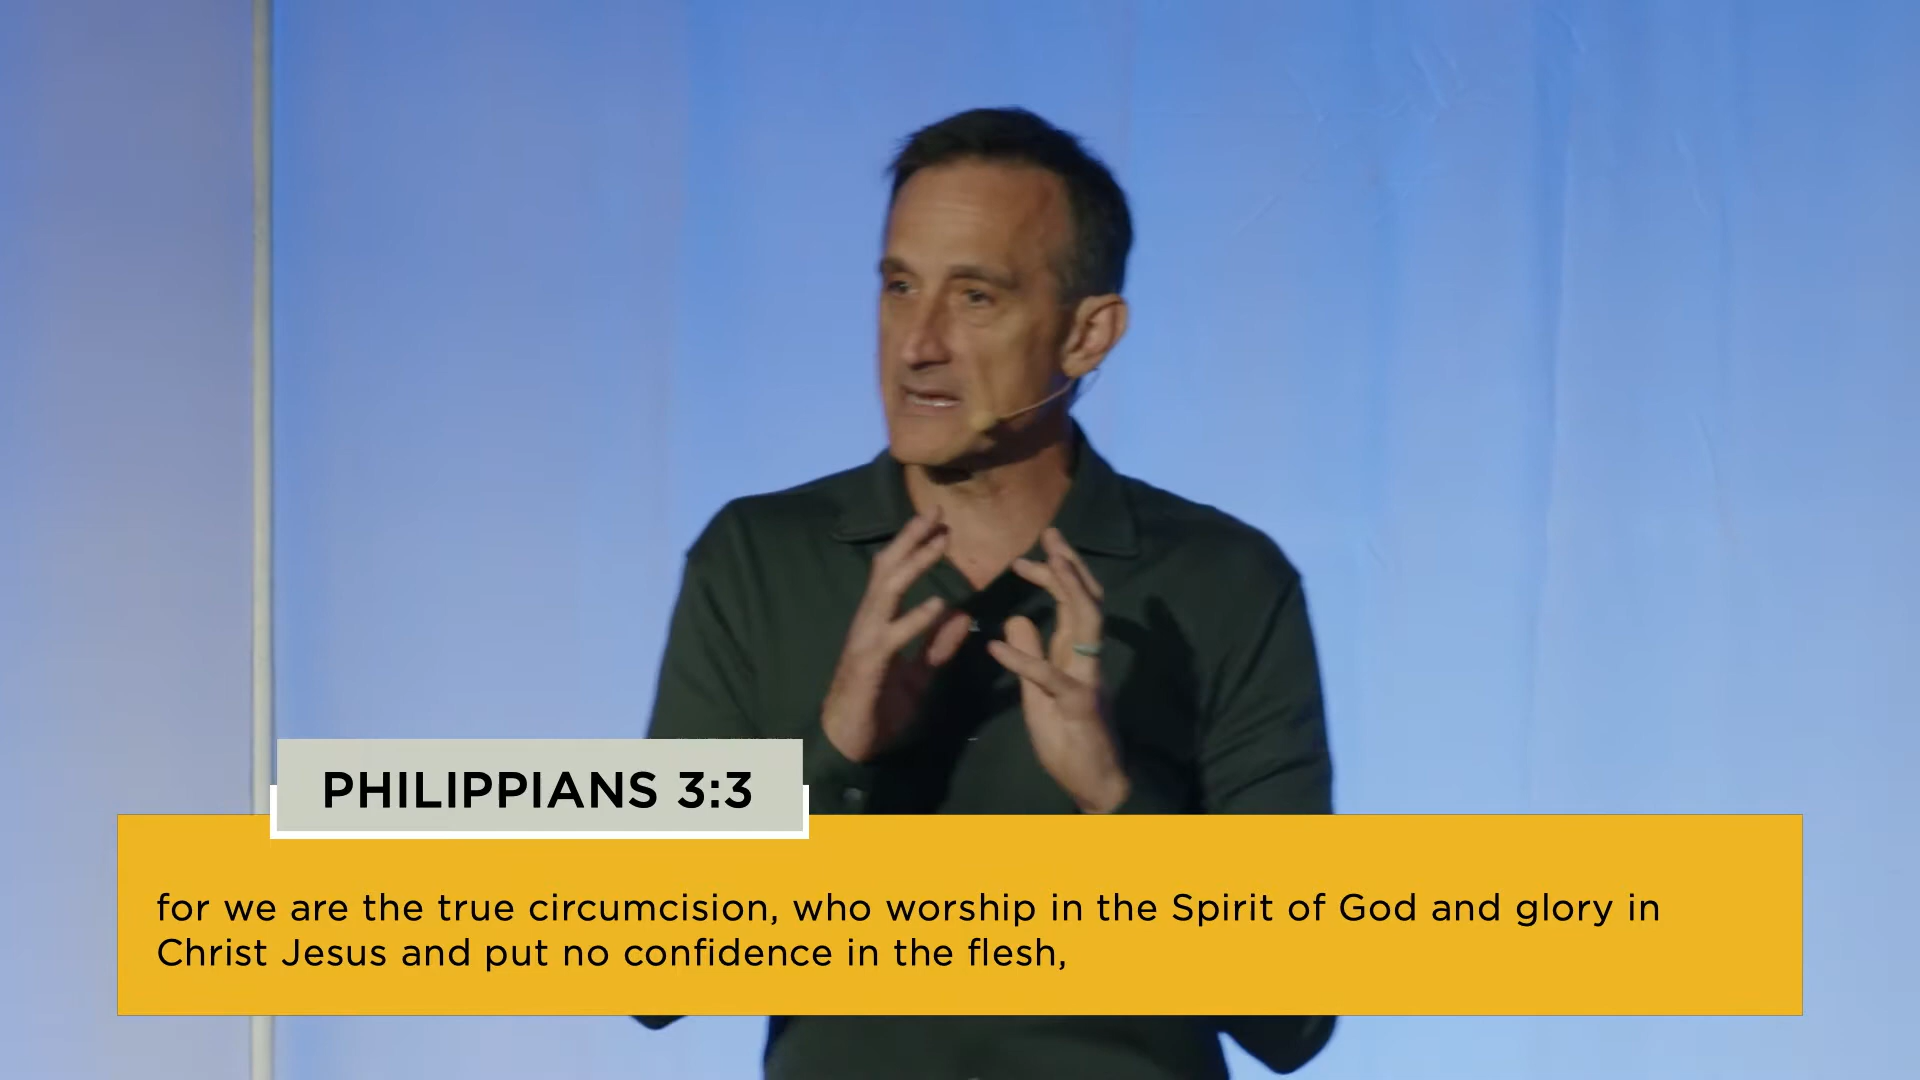 PHILIPPIANS 3:3
for we are the true circumcision, who worship in the Spirit of God and glory in
Christ Jesus and put no confidence in the flesh,